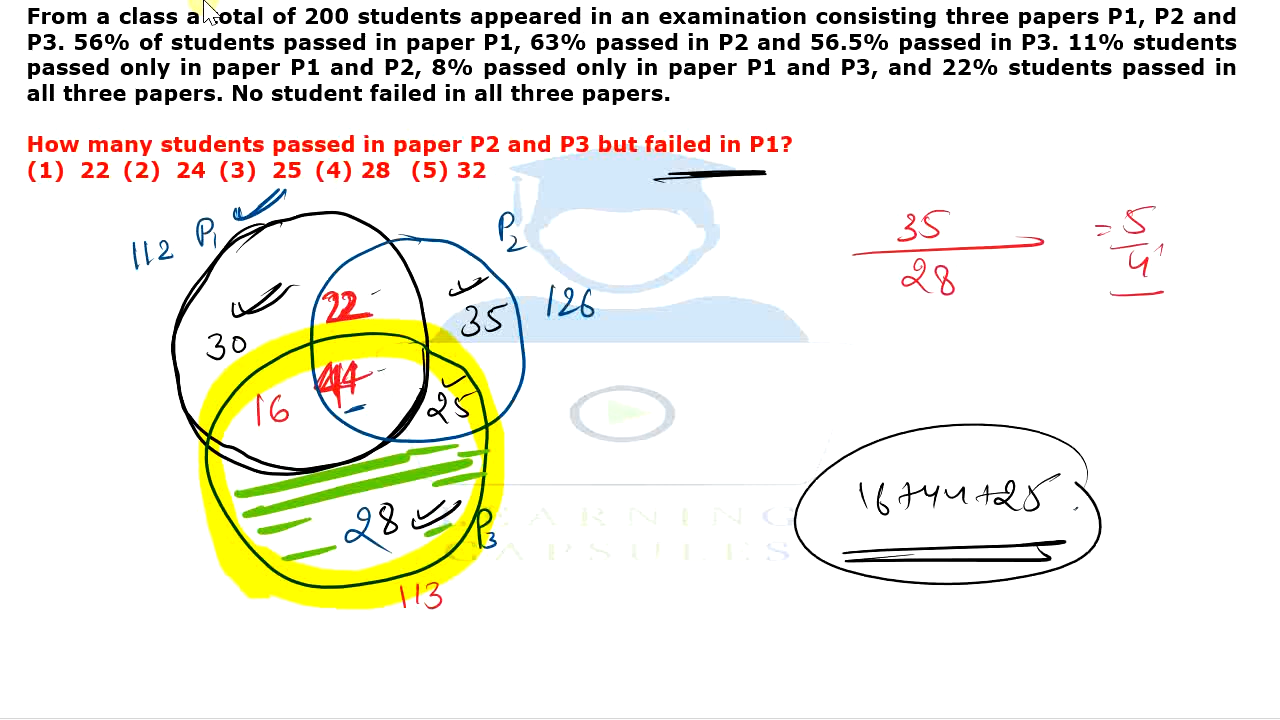 From a class a total of 200 students appeared in an examination consisting three papers P1, P2 and
P3. 56% of students passed in paper P1, 63% passed in P2 and 56.5% passed in P3. 11% students
passed only in paper P1 and P2, 8% passed only in paper P1 and P3, and 22% students passed in
all three papers. No student failed in all three papers.
How many students passed in paper P2 and P3 but failed in P1?
(1) 22 (2) 24 (3) 25 (4) 28 (5) 32
112 P1
P2
35
28
= 5
4
22
35
126
30
44
16
25
16+44+25
28
P3
LEARNING
CAPSULES
113